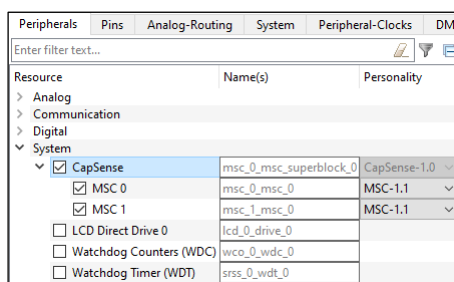 Peripherals Pins Analog-Routing System Peripheral-Clocks DM
Enter filter text...
Resource Name(s) Personality
Analog
Communication
Digital
System
CapSense msc_0_msc_superblock_0 CapSense-1.0
MSC 0 msc_0_msc_0 MSC-1.1
MSC 1 msc_1_msc_0 MSC-1.1
LCD Direct Drive 0 lcd_0_drive_0
Watchdog Counters (WDC) wco_0_wdc_0
Watchdog Timer (WDT) srss_0_wdt_0